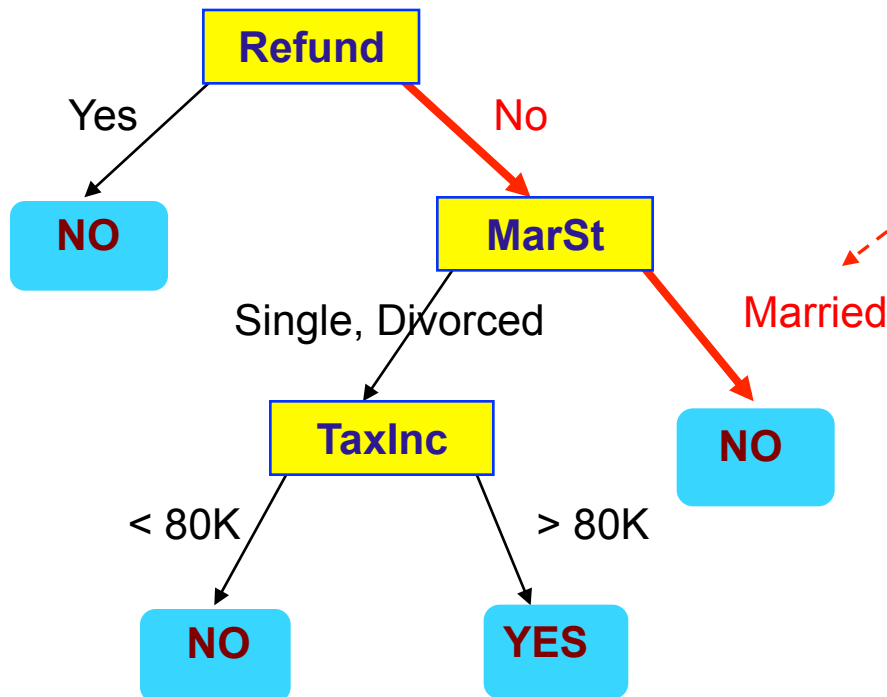 Refund
Yes
No
NO
MarSt
Single, Divorced
Married
TaxInc
NO
< 80K
> 80K
NO
YES